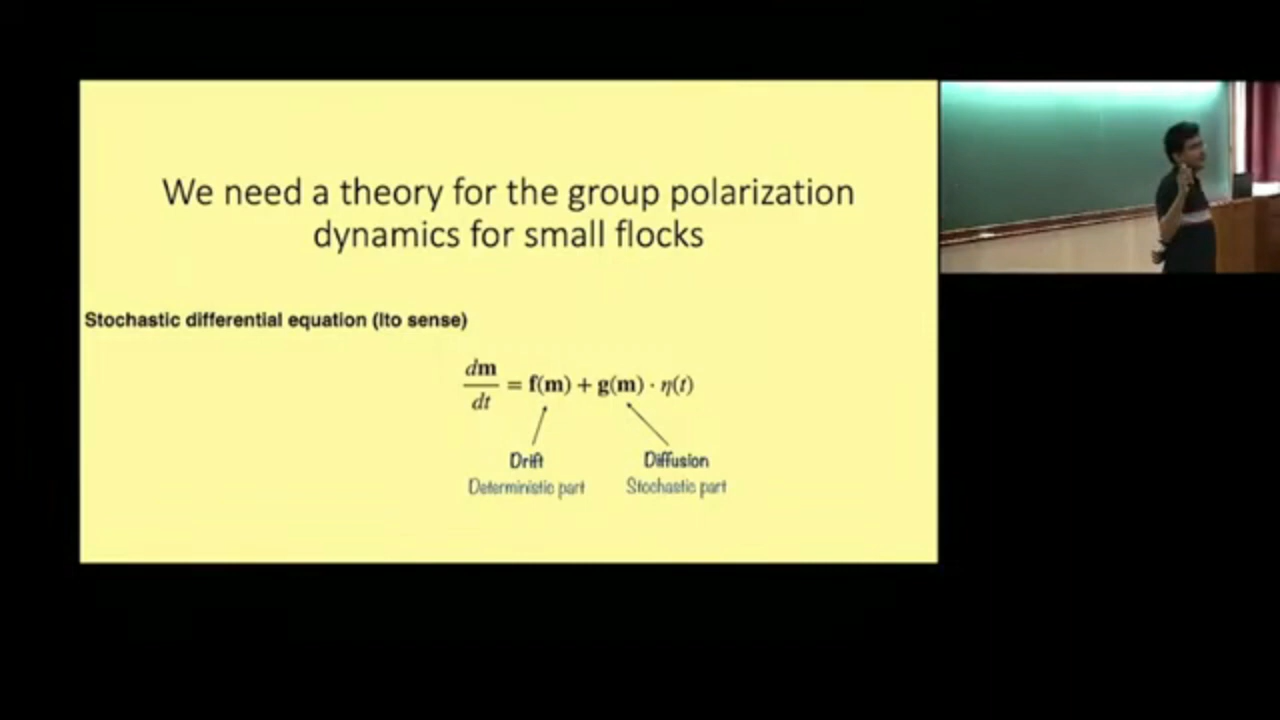 We need a theory for the group polarization
dynamics for small flocks
Stochastic differential equation (Ito sense)
dm/dt = f(m) + g(m) · η(t)
Drift
Diffusion
Deterministic part
Stochastic part